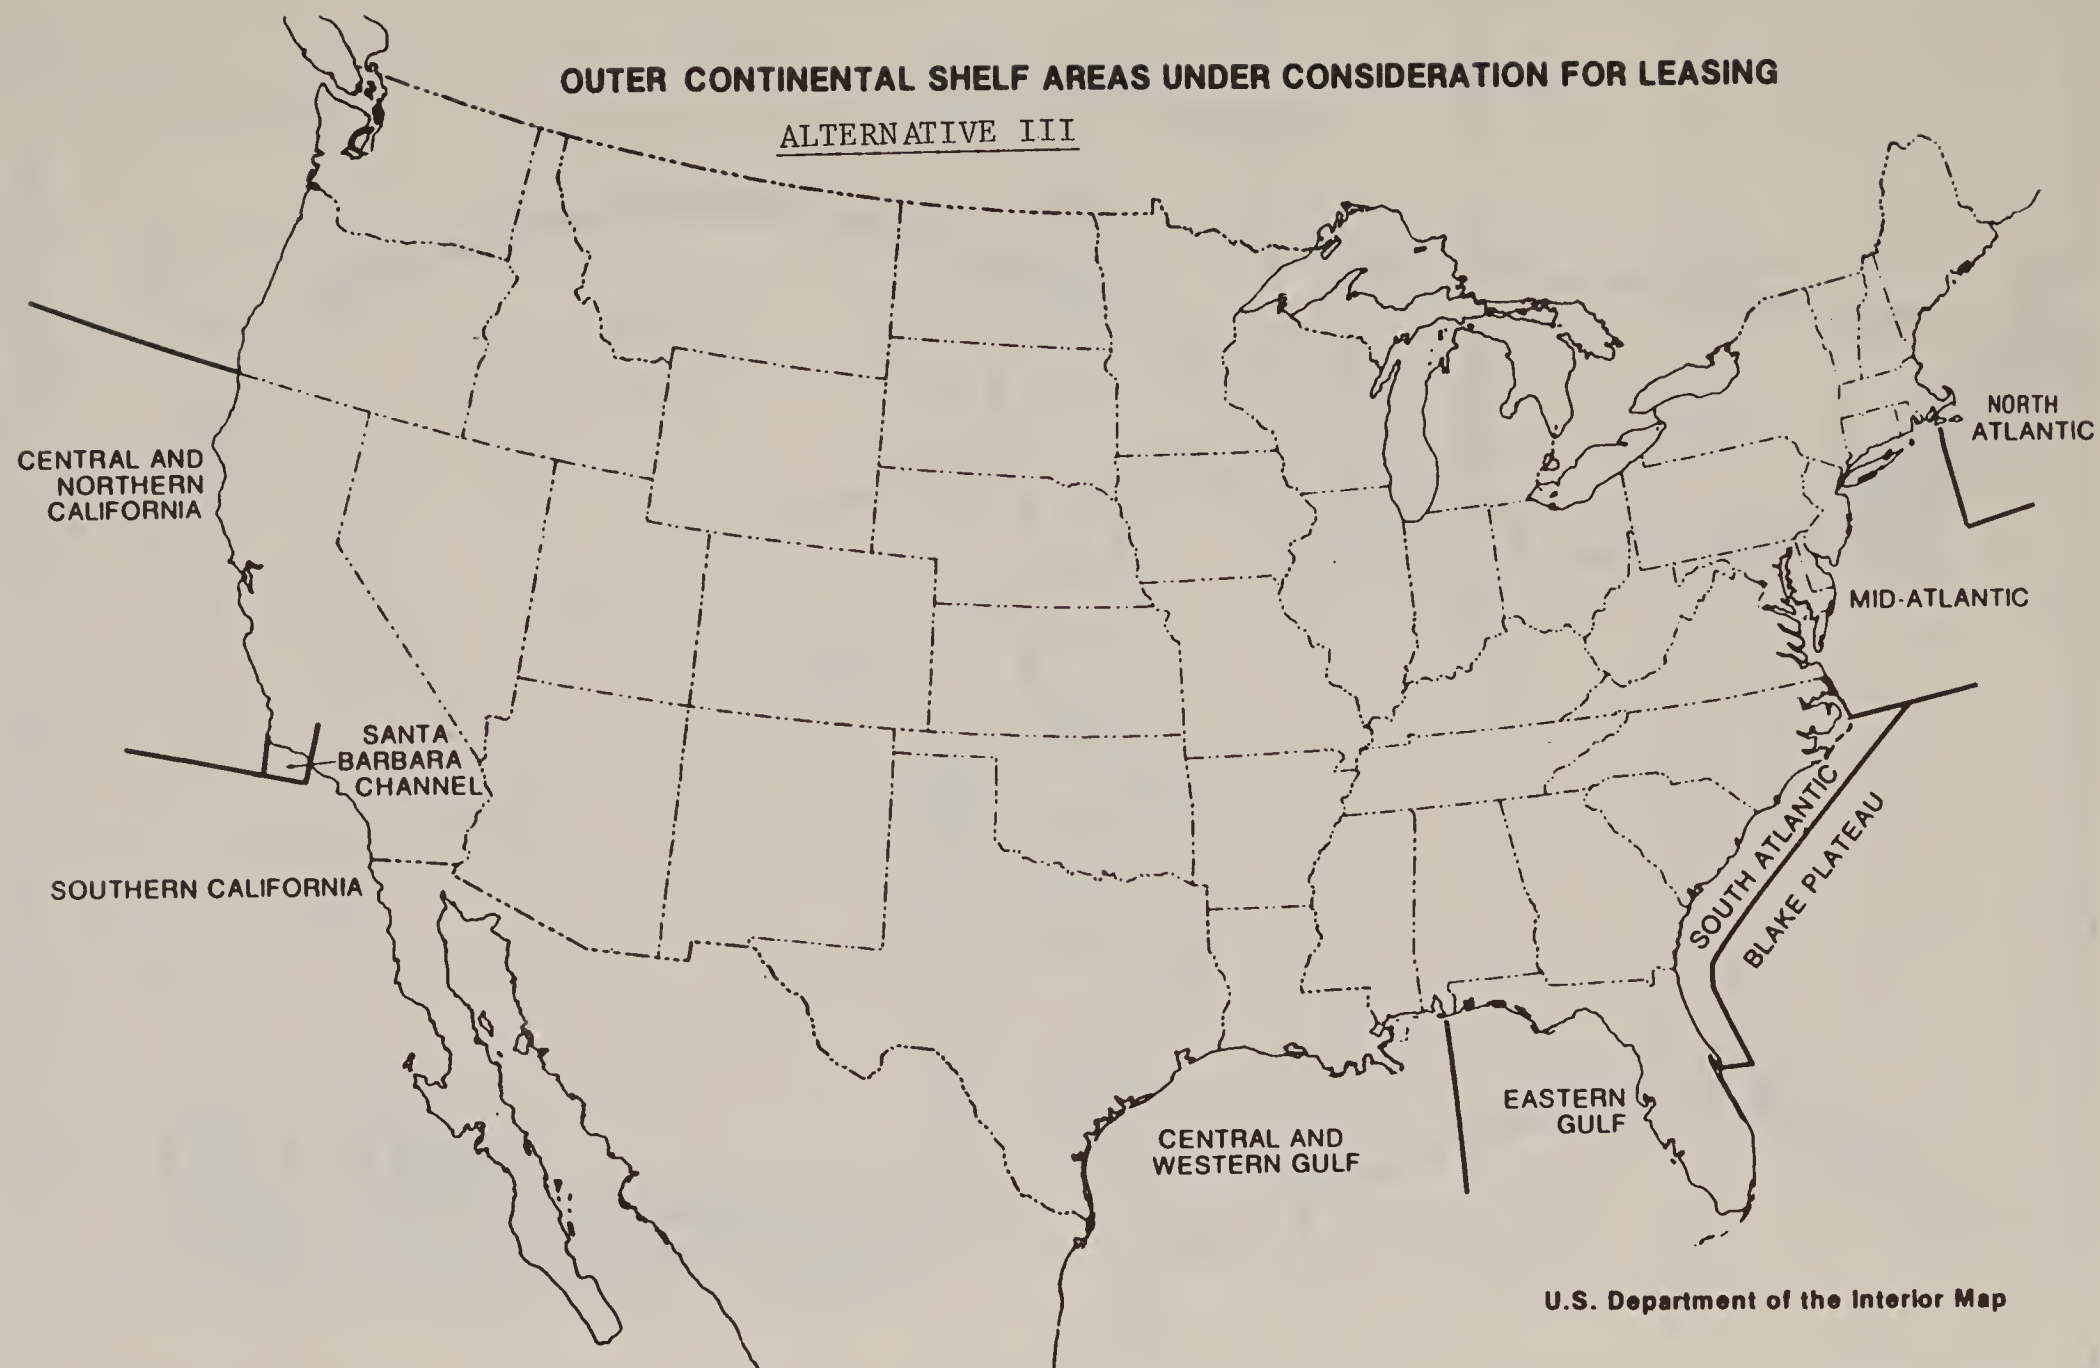 OUTER CONTINENTAL SHELF AREAS UNDER CONSIDERATION FOR LEASING
ALTERNATIVE III
NORTH
ATLANTIC
CENTRAL AND
NORTHERN
CALIFORNIA
MID-ATLANTIC
SANTA
BARBARA
CHANNEL
SOUTH ATLANTIC
BLAKE PLATEAU
SOUTHERN CALIFORNIA
EASTERN
GULF
CENTRAL AND
WESTERN GULF
U.S. Department of the Interior Map